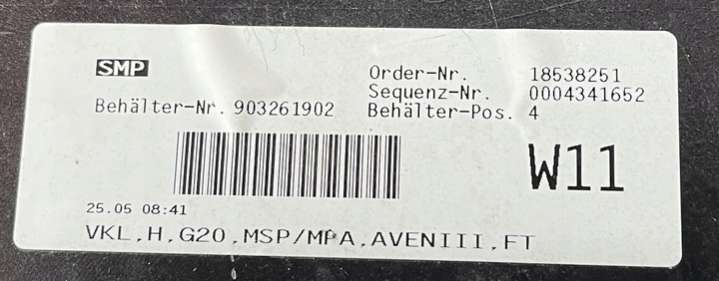 SMP
Order-Nr. 18538251
Sequenz-Nr. 0004341652
Behälter-Nr. 903261902 Behälter-Pos. 4
W11
25.05 08:41
VKL,H,G20,MSP/MPA,AVENIII,FT